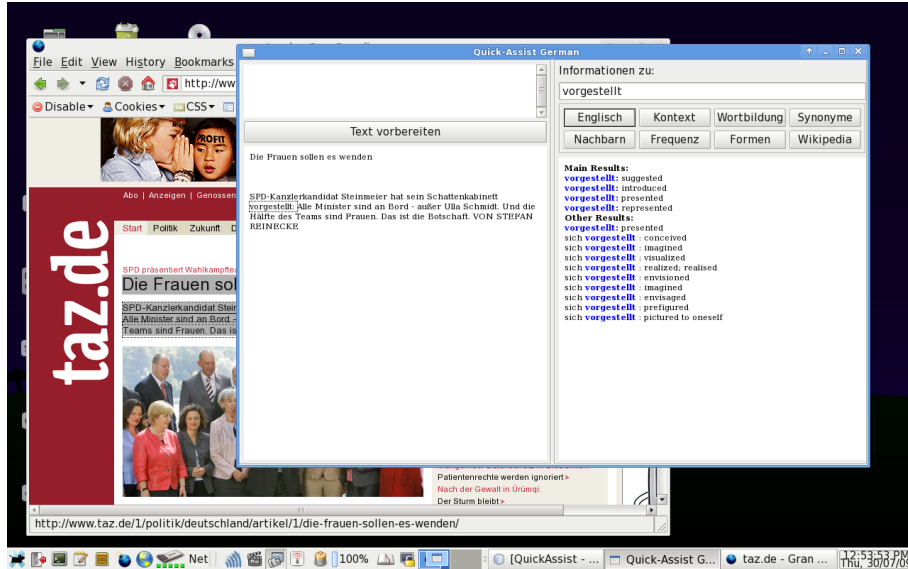 Quick-Assist German
File Edit View History Bookmarks
http://ww
Disable Cookies CSS
PROFIT
Abo | Anzeigen | Genossen
taz.de
Start Politik Zukunft
SPD präsentiert Wahlkampfte
Die Frauen sol
SPD-Kanzlerkandidat Stein
Alle Minister sind an Bord -
Teams sind Frauen. Das is
Text vorbereiten
Die Frauen sollen es wenden
SPD-Kanzlerkandidat Steinmeier hat sein Schattenkabinett
vorgestellt: Alle Minister sind an Bord - außer Ulla Schmidt. Und die
Hälfte des Teams sind Frauen. Das ist die Botschaft. VON STEFAN
REINECKE
Informationen zu:
vorgestellt
Englisch Kontext Wortbildung Synonyme
Nachbarn Frequenz Formen Wikipedia
Main Results:
vorgestellt: suggested
vorgestellt: introduced
vorgestellt: presented
vorgestellt: represented
Other Results:
vorgestellt: presented
sich vorgestellt : conceived
sich vorgestellt : imagined
sich vorgestellt : visualized
sich vorgestellt : realized; realised
sich vorgestellt : envisioned
sich vorgestellt : imagined
sich vorgestellt : envisaged
sich vorgestellt : prefigured
sich vorgestellt : pictured to oneself
Patientenrechte werden ignoriert>
Nach der Gewalt in Ürümqi:
Der Sturm bleibt>
http://www.taz.de/1/politik/deutschland/artikel/1/die-frauen-sollen-es-wenden/
Net 100% [QuickAssist - ... Quick-Assist G... taz.de - Gran ... 12:53:53 PM
Thu, 30/07/09